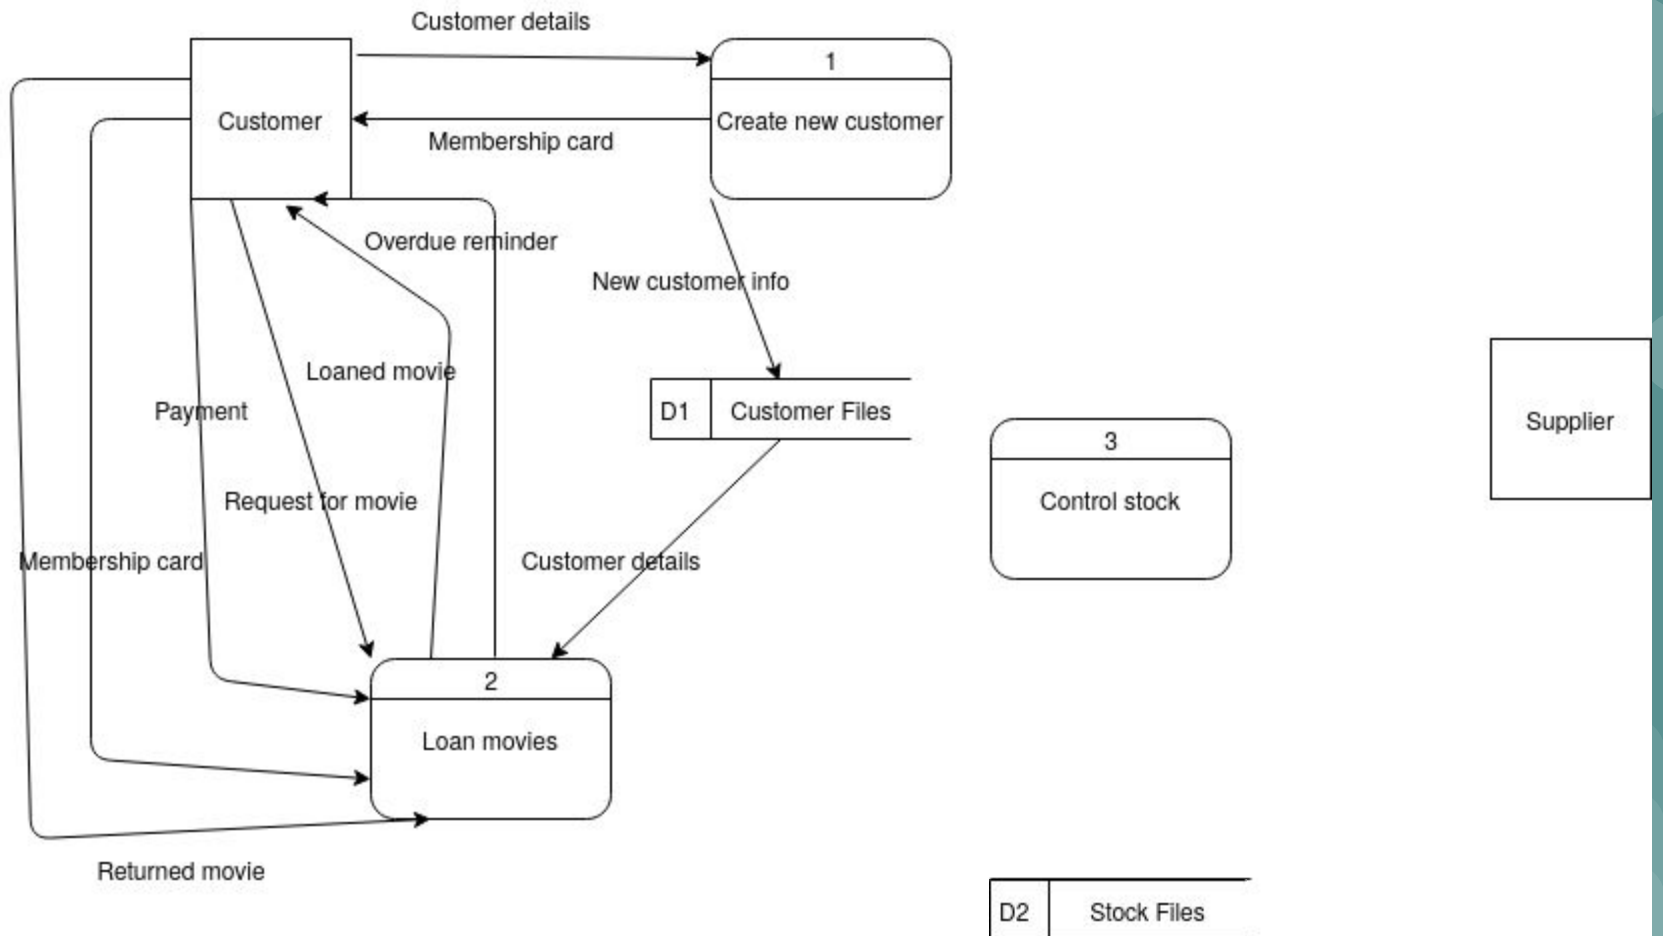 Customer details
1
Customer
Create new customer
Membership card
Overdue reminder
New customer info
Loaned movie
Payment
D1
Customer Files
Supplier
3
Request for movie
Control stock
Membership card
Customer details
2
Loan movies
Returned movie
D2
Stock Files